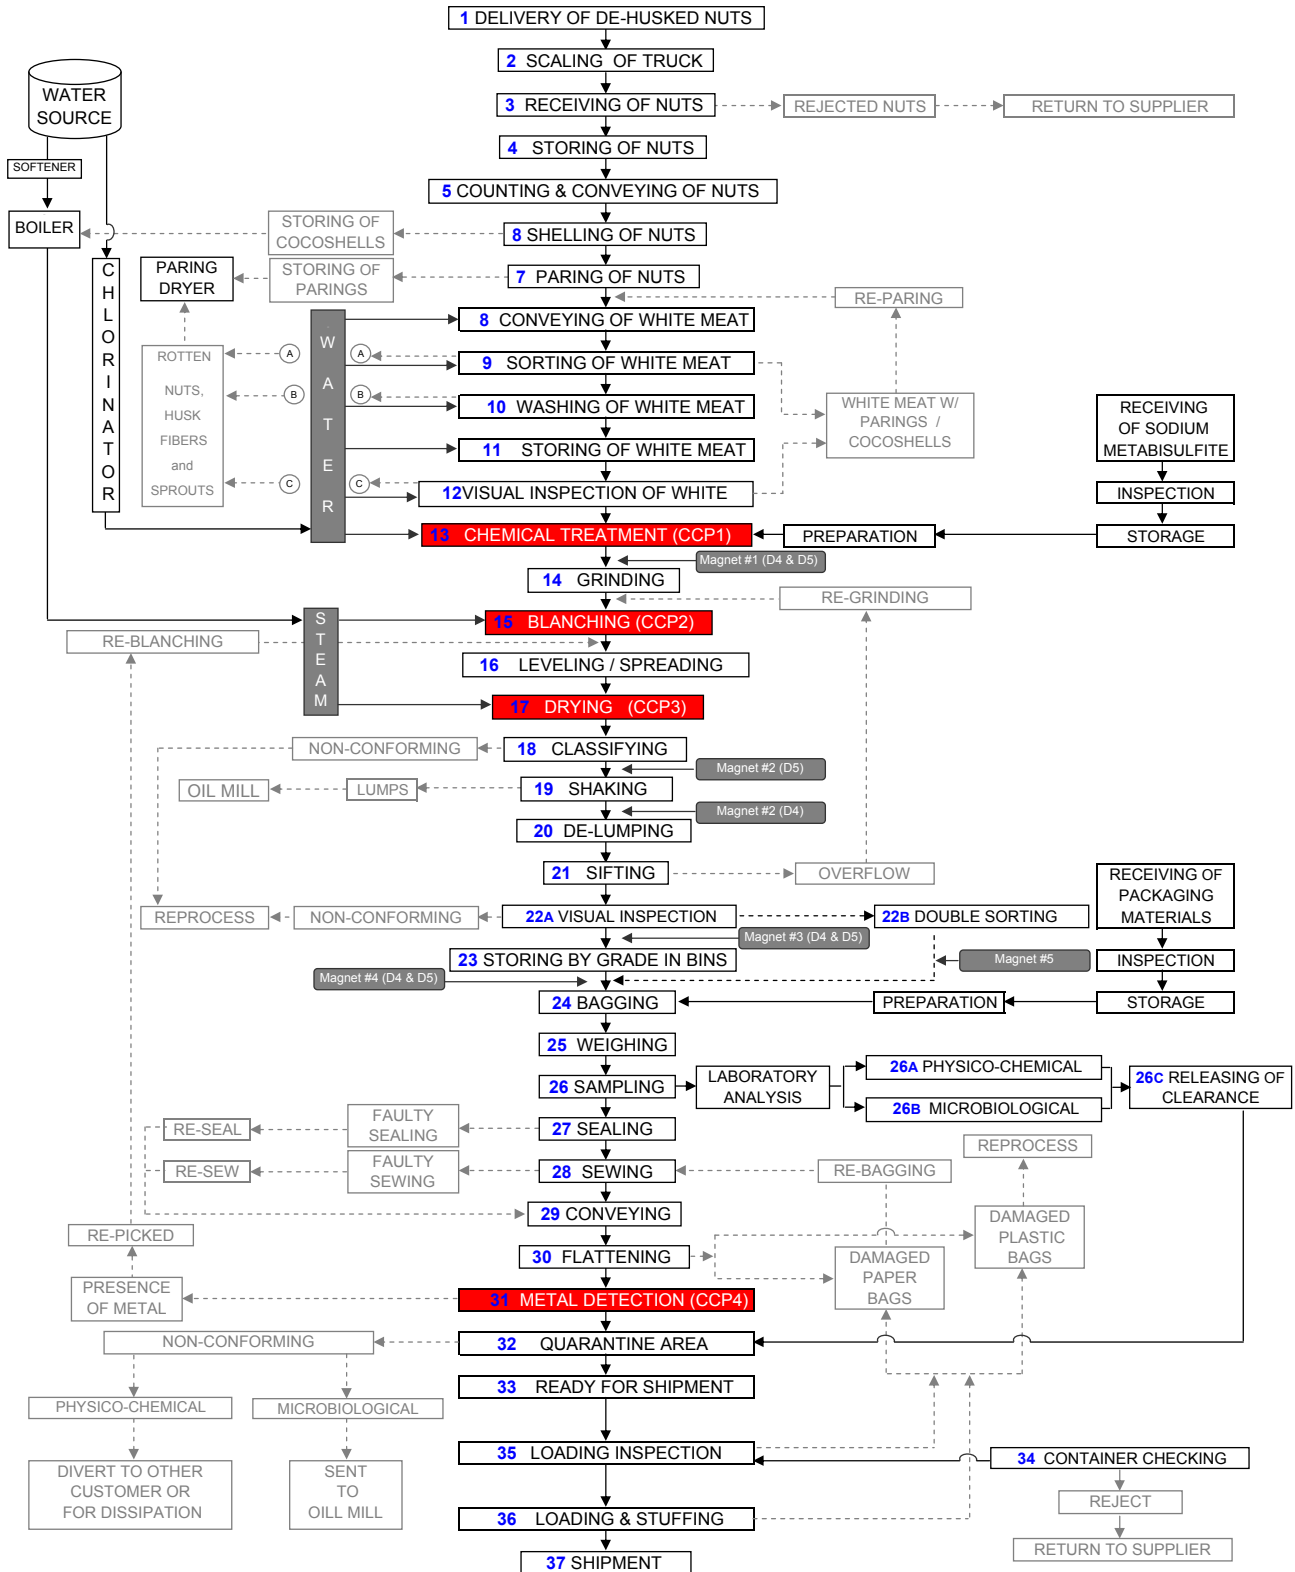 1 DELIVERY OF DE-HUSKED NUTS
2 SCALING OF TRUCK
WATER
SOURCE
3 RECEIVING OF NUTS
REJECTED NUTS
RETURN TO SUPPLIER
4 STORING OF NUTS
SOFTENER
5 COUNTING & CONVEYING OF NUTS
BOILER
STORING OF
COCOSHELLS
8 SHELLING OF NUTS
CHLORINATOR
PARING
DRYER
STORING OF
PARINGS
7 PARING OF NUTS
RE-PARING
WATER
8 CONVEYING OF WHITE MEAT
ROTTEN
NUTS,
HUSK
FIBERS
and
SPROUTS
A
A
9 SORTING OF WHITE MEAT
B
B
10 WASHING OF WHITE MEAT
WHITE MEAT W/
PARINGS /
COCOSHELLS
RECEIVING
OF SODIUM
METABISULFITE
11 STORING OF WHITE MEAT
C
C
12 VISUAL INSPECTION OF WHITE
INSPECTION
13 CHEMICAL TREATMENT (CCP1)
PREPARATION
STORAGE
Magnet #1 (D4 & D5)
14 GRINDING
RE-GRINDING
STEAM
15 BLANCHING (CCP2)
RE-BLANCHING
16 LEVELING / SPREADING
17 DRYING (CCP3)
NON-CONFORMING
18 CLASSIFYING
Magnet #2 (D5)
OIL MILL
LUMPS
19 SHAKING
Magnet #2 (D4)
20 DE-LUMPING
21 SIFTING
OVERFLOW
RECEIVING OF
PACKAGING
MATERIALS
REPROCESS
NON-CONFORMING
22A VISUAL INSPECTION
22B DOUBLE SORTING
Magnet #3 (D4 & D5)
23 STORING BY GRADE IN BINS
Magnet #5
INSPECTION
Magnet #4 (D4 & D5)
24 BAGGING
PREPARATION
STORAGE
25 WEIGHING
26 SAMPLING
LABORATORY
ANALYSIS
26A PHYSICO-CHEMICAL
26B MICROBIOLOGICAL
26C RELEASING OF
CLEARANCE
RE-SEAL
FAULTY
SEALING
27 SEALING
REPROCESS
RE-SEW
FAULTY
SEWING
28 SEWING
RE-BAGGING
29 CONVEYING
DAMAGED
PLASTIC
BAGS
RE-PICKED
30 FLATTENING
DAMAGED
PAPER
BAGS
PRESENCE
OF METAL
31 METAL DETECTION (CCP4)
NON-CONFORMING
32 QUARANTINE AREA
33 READY FOR SHIPMENT
PHYSICO-CHEMICAL
MICROBIOLOGICAL
35 LOADING INSPECTION
34 CONTAINER CHECKING
DIVERT TO OTHER
CUSTOMER OR
FOR DISSIPATION
SENT
TO
OILL MILL
REJECT
36 LOADING & STUFFING
RETURN TO SUPPLIER
37 SHIPMENT